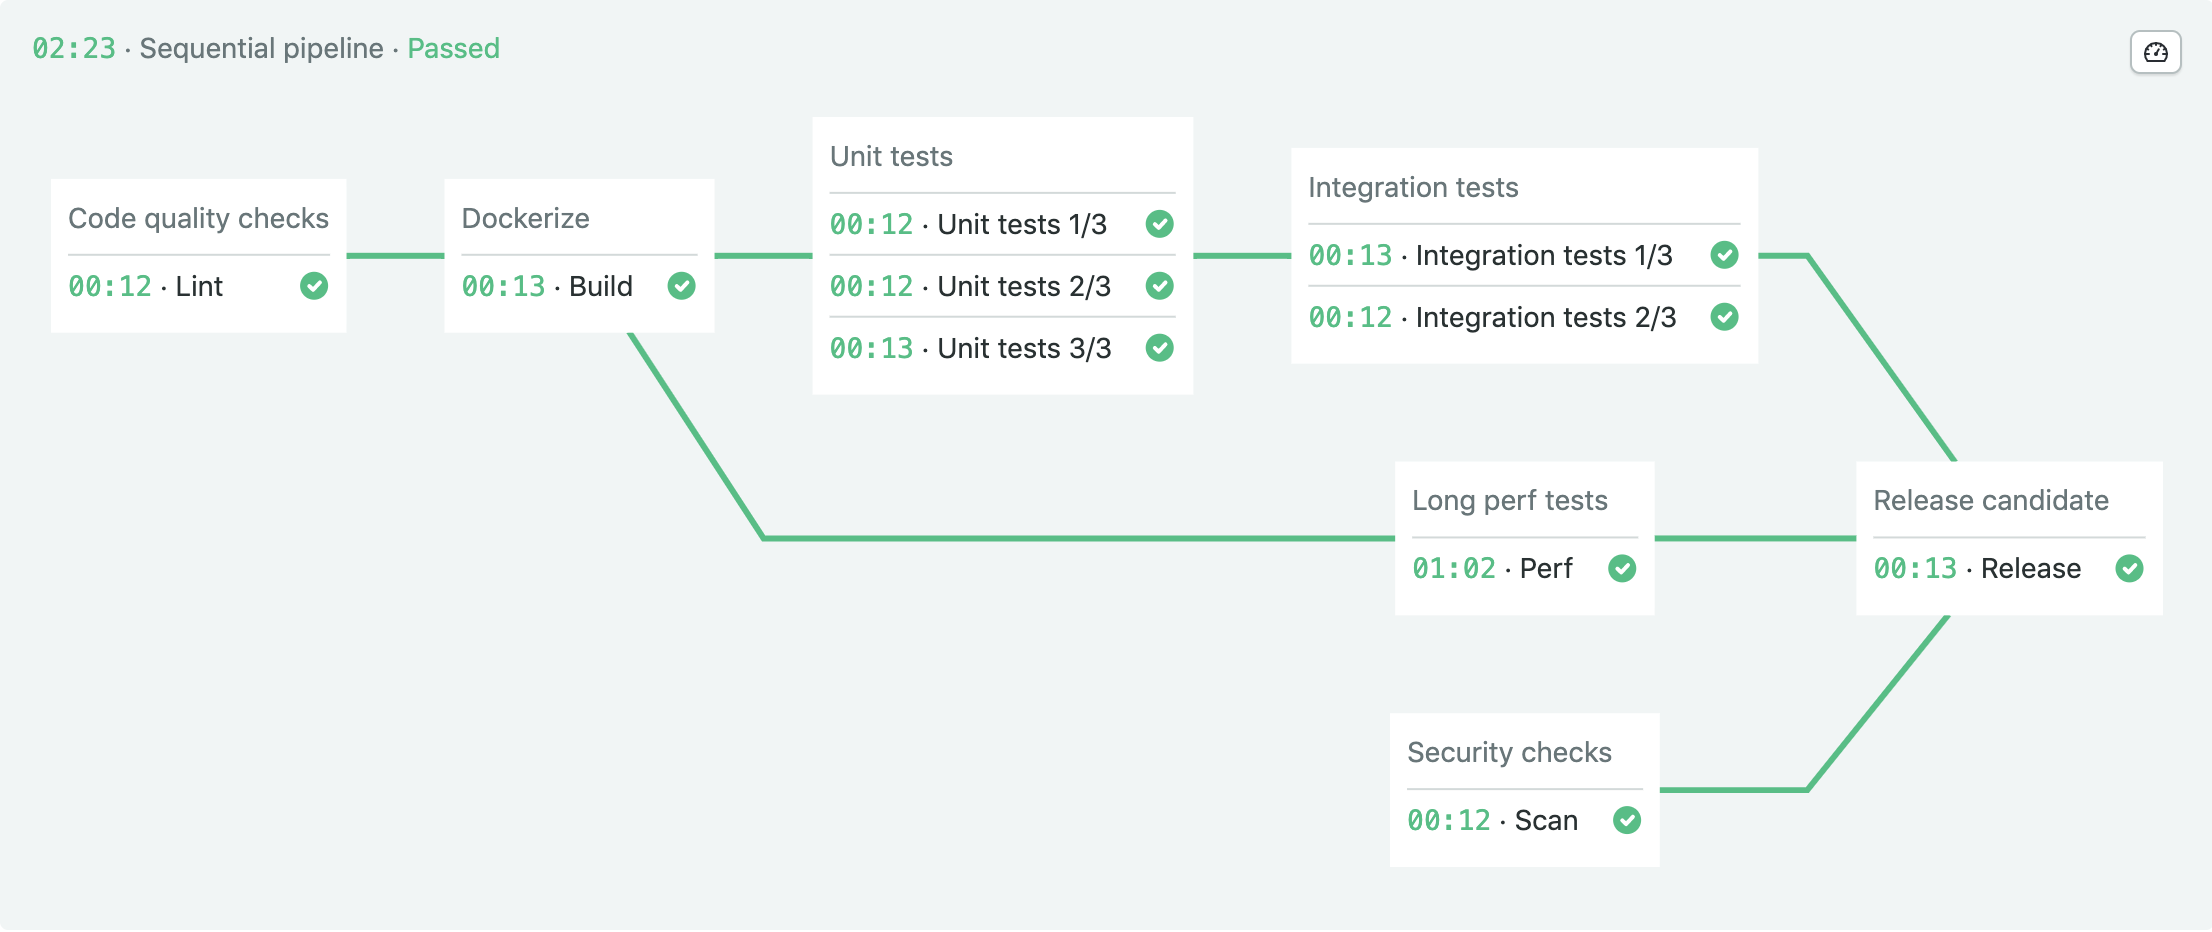 02:23 · Sequential pipeline · Passed
Code quality checks
00:12 · Lint
Dockerize
00:13 · Build
Unit tests
00:12 · Unit tests 1/3
00:12 · Unit tests 2/3
00:13 · Unit tests 3/3
Integration tests
00:13 · Integration tests 1/3
00:12 · Integration tests 2/3
Long perf tests
01:02 · Perf
Release candidate
00:13 · Release
Security checks
00:12 · Scan